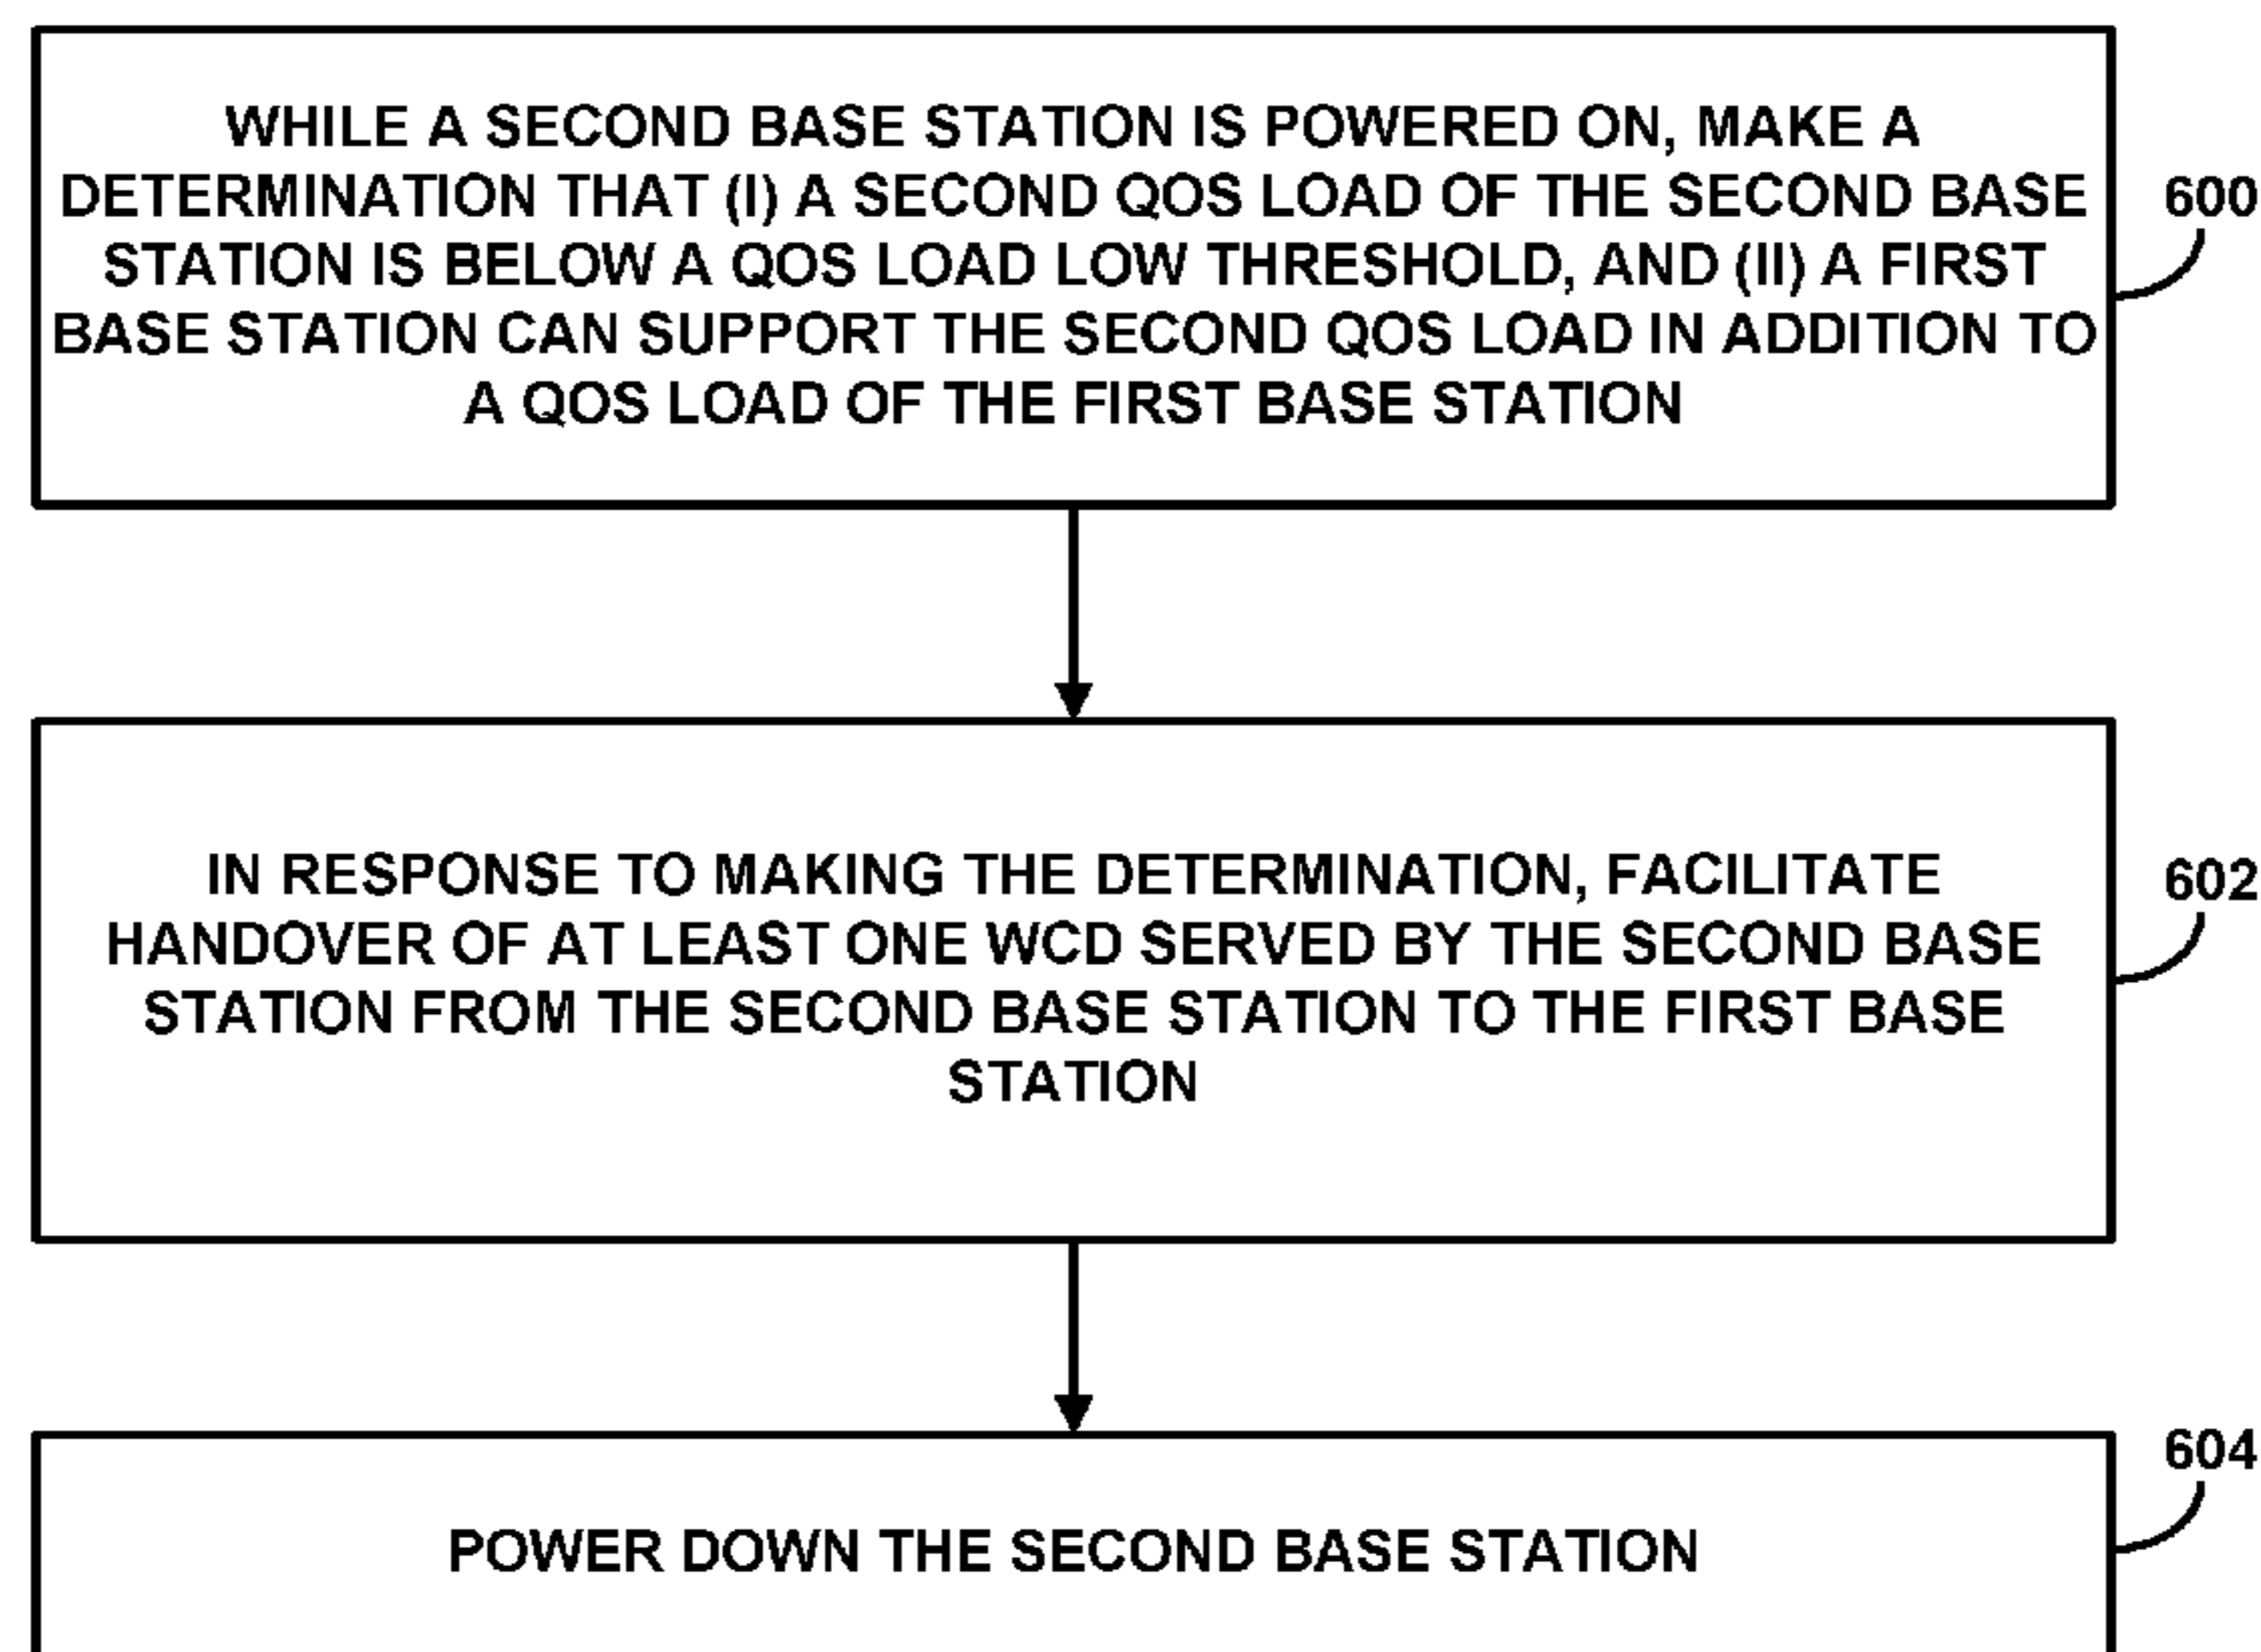 WHILE A SECOND BASE STATION IS POWERED ON, MAKE A
DETERMINATION THAT (I) A SECOND QOS LOAD OF THE SECOND BASE
STATION IS BELOW A QOS LOAD LOW THRESHOLD, AND (II) A FIRST
BASE STATION CAN SUPPORT THE SECOND QOS LOAD IN ADDITION TO
A QOS LOAD OF THE FIRST BASE STATION
600
IN RESPONSE TO MAKING THE DETERMINATION, FACILITATE
HANDOVER OF AT LEAST ONE WCD SERVED BY THE SECOND BASE
STATION FROM THE SECOND BASE STATION TO THE FIRST BASE
STATION
602
POWER DOWN THE SECOND BASE STATION
604